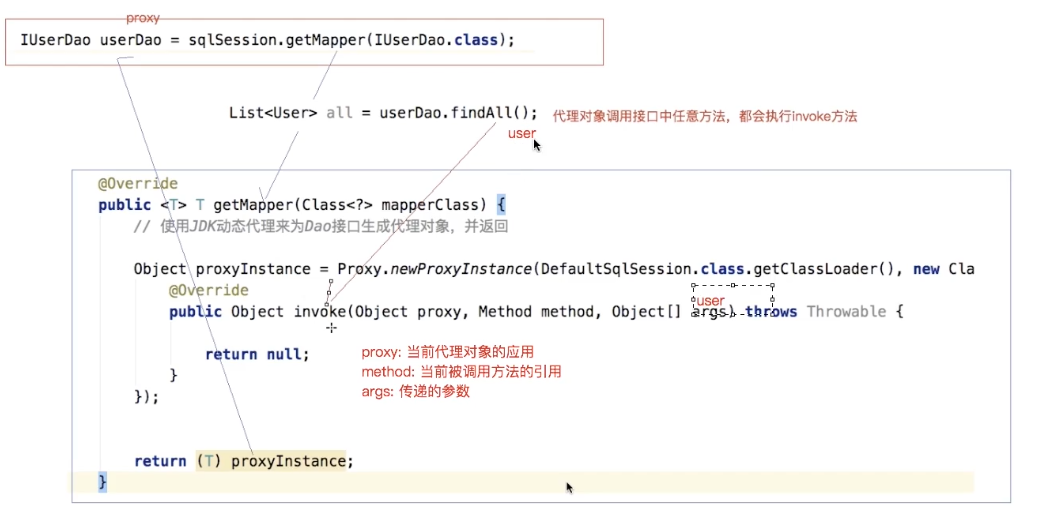 proxy
IUserDao userDao = sqlSession.getMapper(IUserDao.class);
List<User> all = userDao.findAll(); 代理对象调用接口中任意方法，都会执行invoke方法
user
@Override
public <T> T getMapper(Class<?> mapperClass) {
// 使用JDK动态代理来为Dao接口生成代理对象，并返回
Object proxyInstance = Proxy.newProxyInstance(DefaultSqlSession.class.getClassLoader(), new Cla
@Override
user
public Object invoke(Object proxy, Method method, Object[] args) throws Throwable {
return null;
proxy: 当前代理对象的应用
method: 当前被调用方法的引用
args: 传递的参数
}
});
return (T) proxyInstance;
}